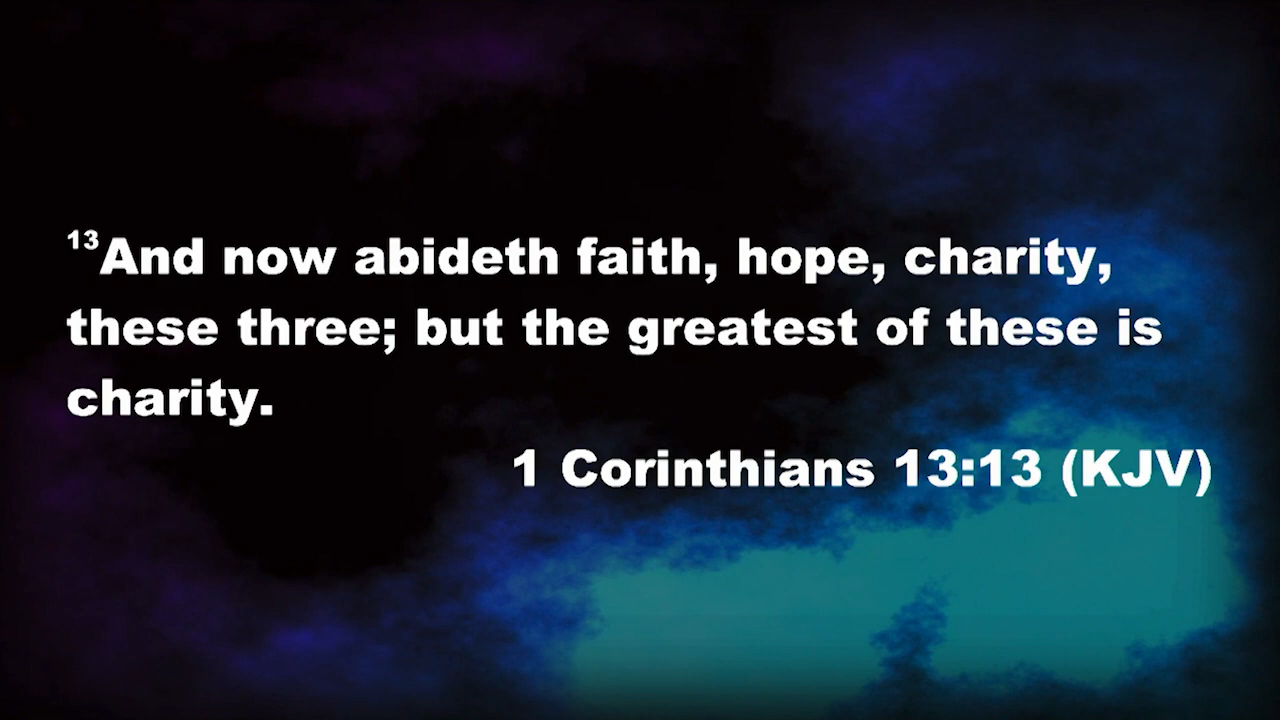 13And now abideth faith, hope, charity,
these three; but the greatest of these is
charity.
1 Corinthians 13:13 (KJV)